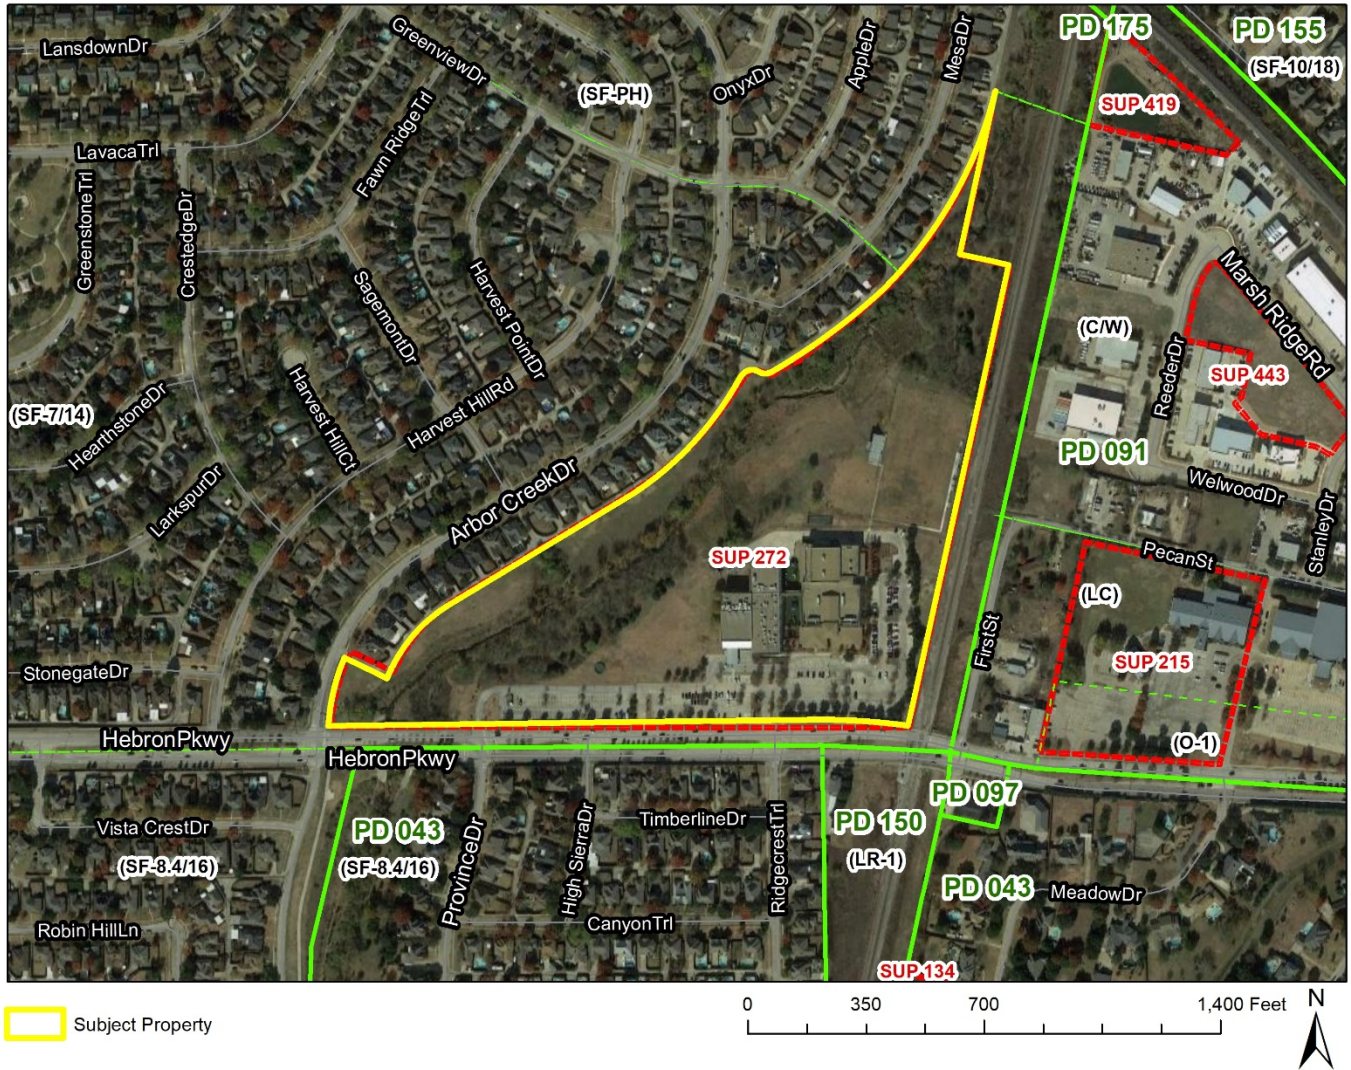 PD 175
PD 155
(SF-10/18)
LansdownDr
GreenviewDr
OnyxDr
AppleDr
MesaDr
(SF-PH)
SUP 419
LavacaTrl
Fawn RidgeTrl
GreenstoneTrl
CrestedgeDr
SagemontDr
Harvest PointDr
Marsh RidgeRd
(C/W)
ReederDr
SUP 443
Harvest HillCt
Harvest HillRd
(SF-7/14)
HearthstoneDr
PD 091
LarkspurDr
WelwoodDr
Arbor CreekDr
StanleyDr
SUP 272
PecanSt
(LC)
FirstSt
StonegateDr
SUP 215
HebronPkwy
HebronPkwy
(O-1)
PD 097
Vista CrestDr
(SF-8.4/16)
PD 043
(SF-8.4/16)
ProvinceDr
High SierraDr
TimberlineDr
RidgecrestTrl
PD 150
(LR-1)
PD 043
MeadowDr
Robin HillLn
CanyonTrl
SUP 134
Subject Property
0 350 700 1,400 Feet
N